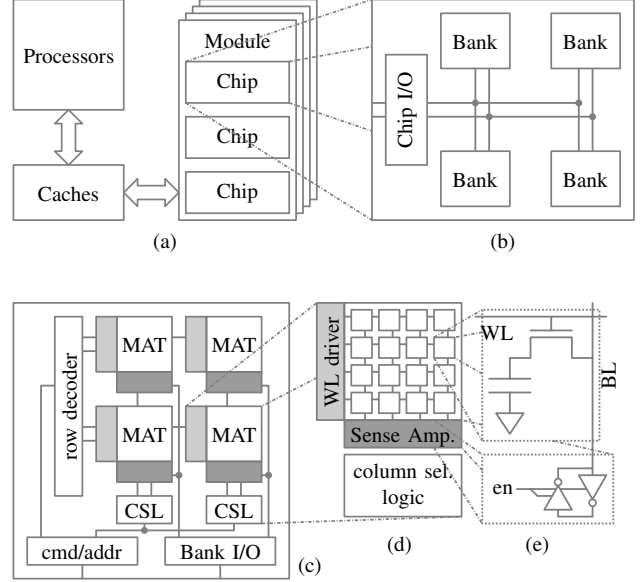 Processors
Caches
Module
Chip
Chip
Chip
(a)
Chip I/O
Bank
Bank
Bank
Bank
(b)
row decoder
MAT
MAT
MAT
MAT
CSL
CSL
cmd/addr
Bank I/O
(c)
WL driver
Sense Amp.
column sel.
logic
(d)
WL
BL
en
(e)